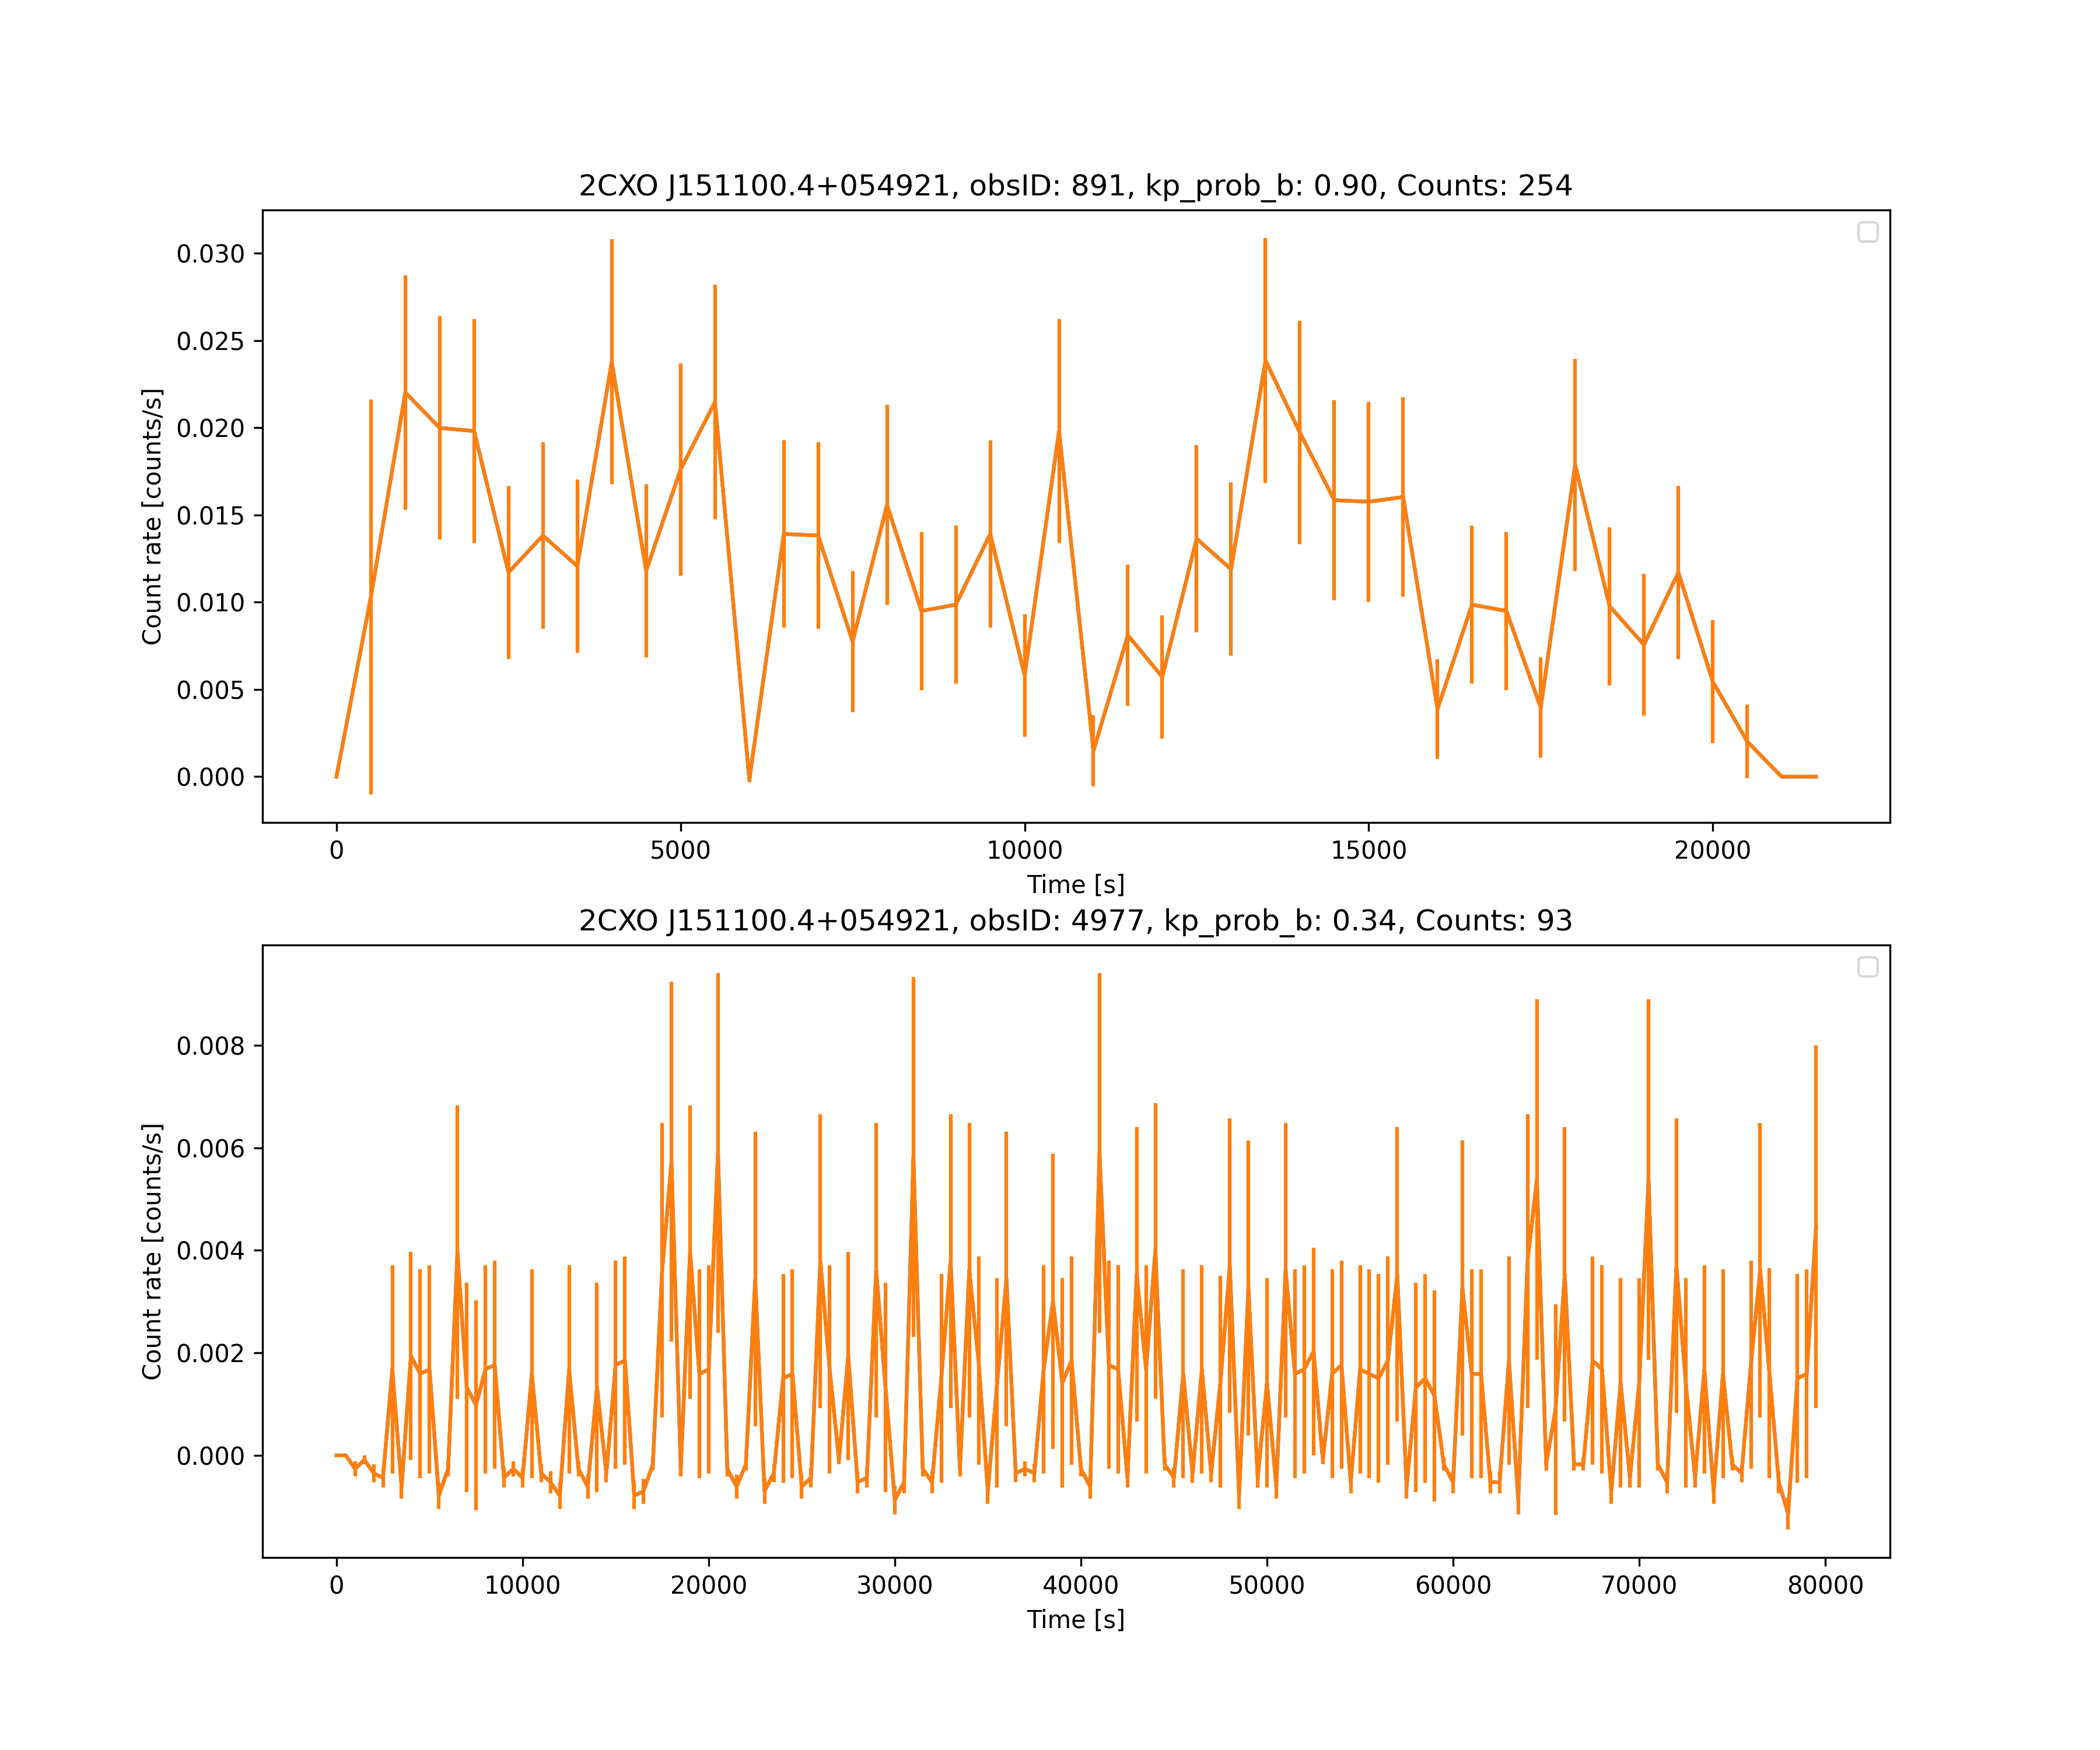 2CXO J151100.4+054921, obsID: 891, kp_prob_b: 0.90, Counts: 254
0.030
0.025
0.020
0.015
0.010
0.005
0.000
Count rate [counts/s]
0 5000 10000 15000 20000
Time [s]
2CXO J151100.4+054921, obsID: 4977, kp_prob_b: 0.34, Counts: 93
0.008
0.006
0.004
0.002
0.000
Count rate [counts/s]
0 10000 20000 30000 40000 50000 60000 70000 80000
Time [s]